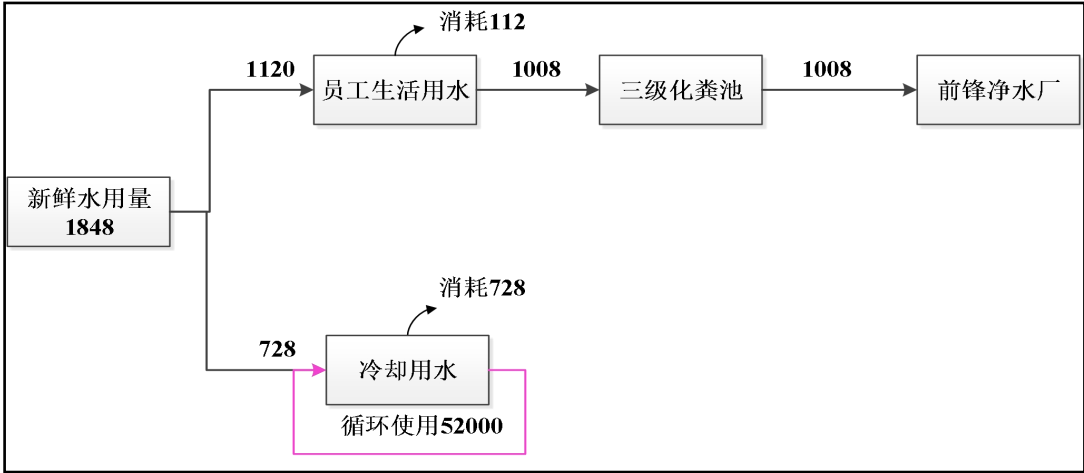 消耗112
1120
员工生活用水
1008
三级化粪池
1008
前锋净水厂
新鲜水用量
1848
消耗728
728
冷却用水
循环使用52000